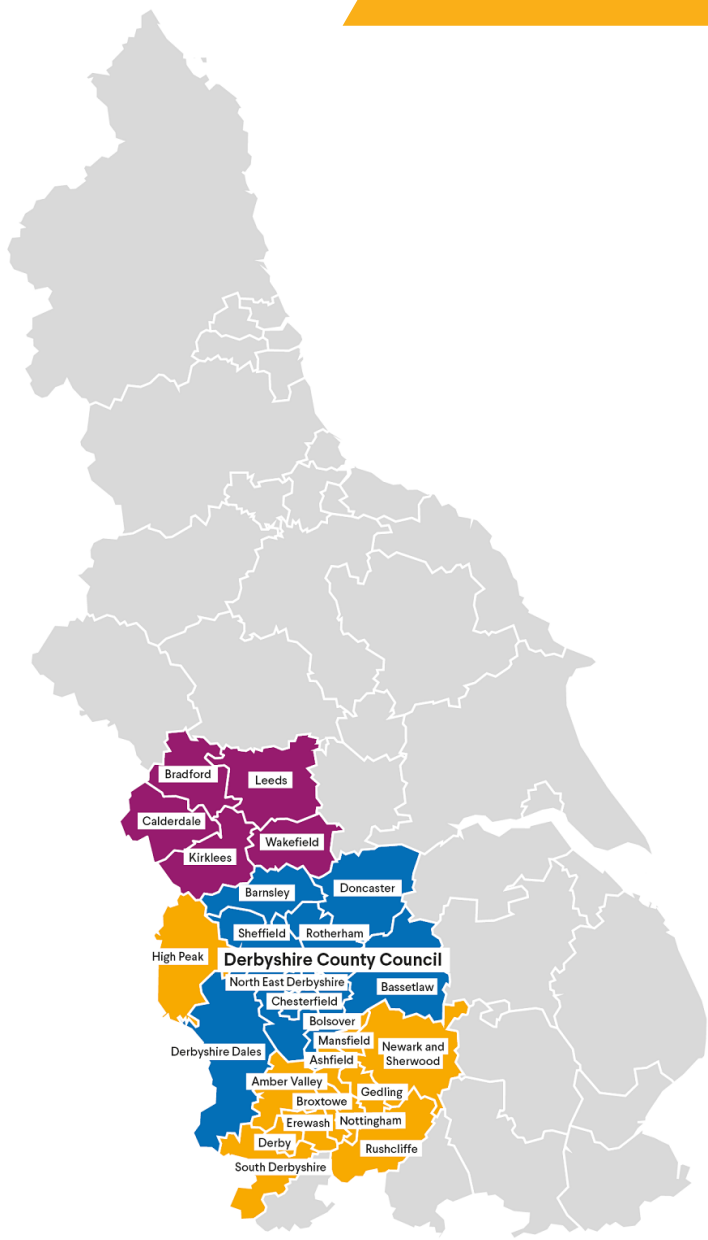 Bradford
Leeds
Calderdale
Wakefield
Kirklees
Barnsley
Doncaster
Sheffield
Rotherham
High Peak
Derbyshire County Council
North East Derbyshire
Bassetlaw
Chesterfield
Bolsover
Mansfield
Newark and
Sherwood
Derbyshire Dales
Ashfield
Amber Valley
Gedling
Broxtowe
Erewash
Nottingham
Derby
Rushcliffe
South Derbyshire